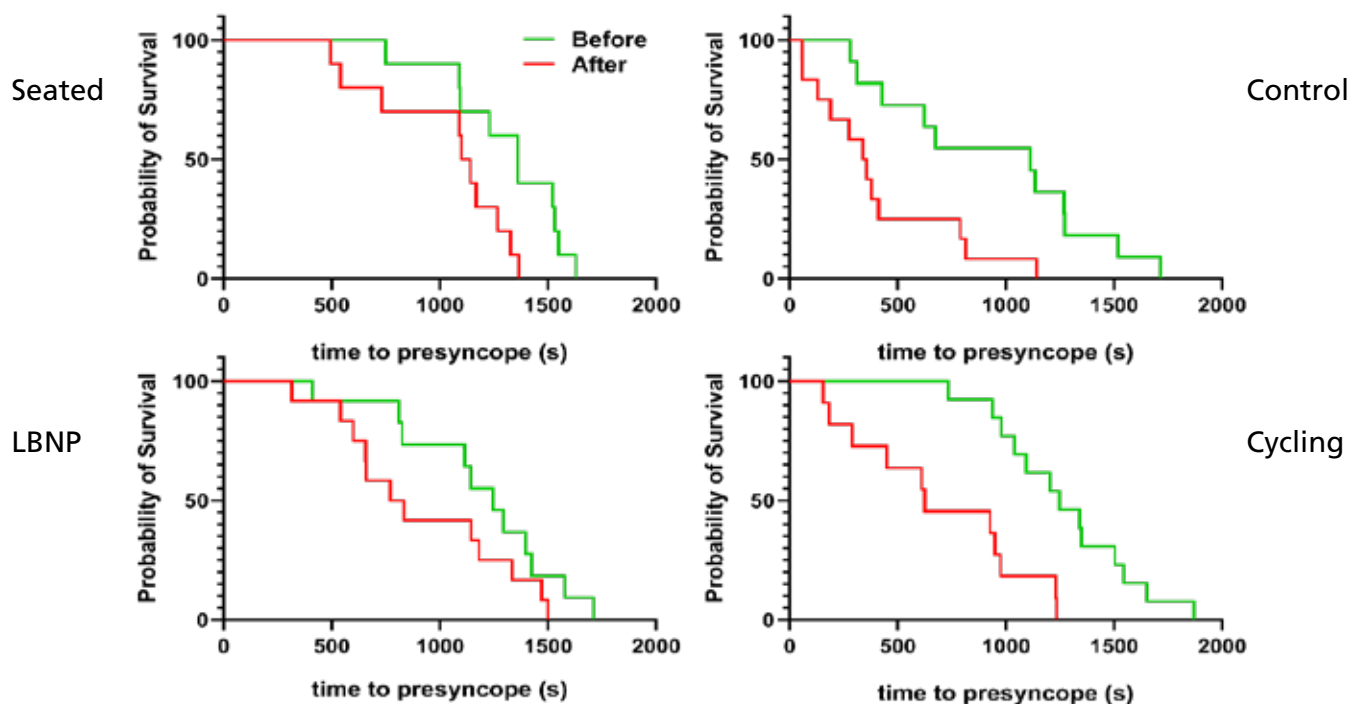 Seated
Probability of Survival
100
50
0
Before
After
0 500 1000 1500 2000
time to presyncope (s)
Control
Probability of Survival
100
50
0
0 500 1000 1500 2000
time to presyncope (s)
LBNP
Probability of Survival
100
50
0
0 500 1000 1500 2000
time to presyncope (s)
Cycling
Probability of Survival
100
50
0
0 500 1000 1500 2000
time to presyncope (s)